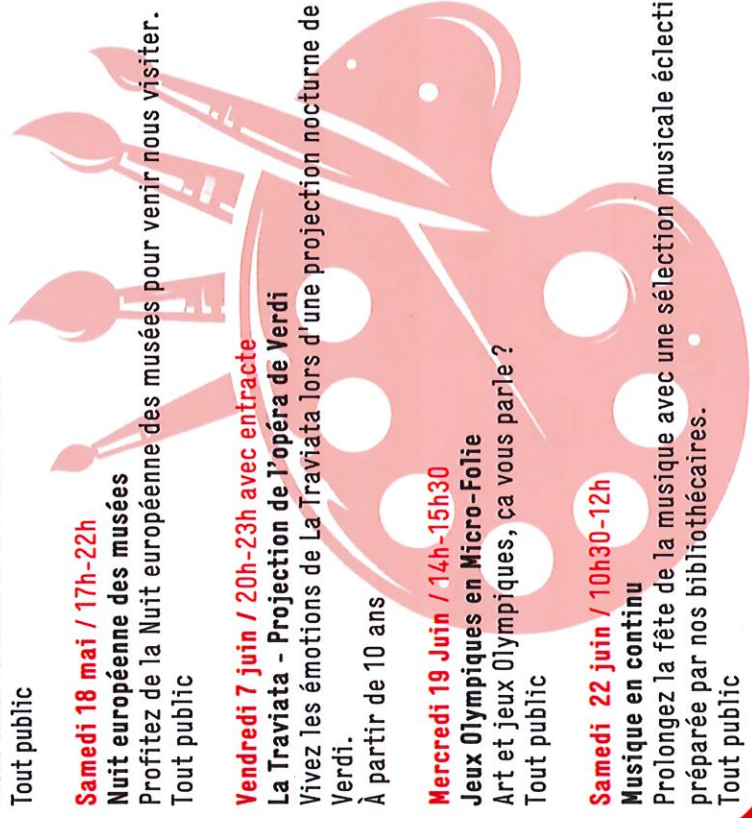 Tout public
Samedi 18 mai / 17h-22h
Nuit européenne des musées
Profitez de la Nuit européenne des musées pour venir nous visiter.
Tout public
Vendredi 7 juin / 20h-23h avec entracte
La Traviata - Projection de l'opéra de Verdi
Vivez les émotions de La Traviata lors d'une projection nocturne de
Verdi.
À partir de 10 ans
Mercredi 19 Juin / 14h-15h30
Jeux Olympiques en Micro-Folie
Art et jeux Olympiques, ça vous parle ?
Tout public
Samedi 22 juin / 10h30-12h
Musique en continu
Prolongez la fête de la musique avec une sélection musicale éclecti
préparée par nos bibliothécaires.
Tout public